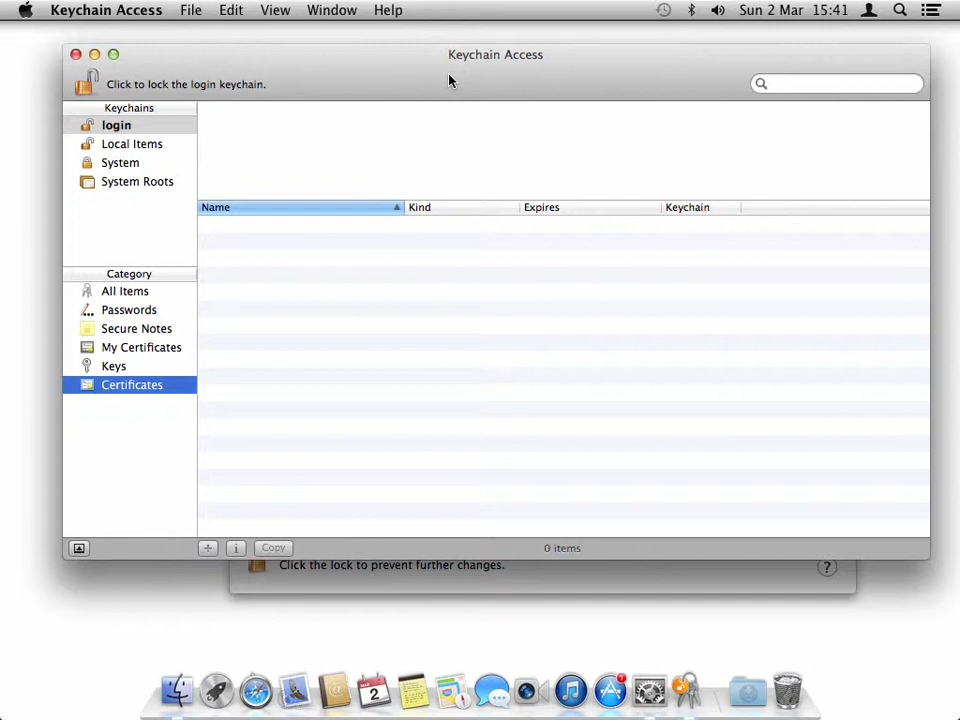 Keychain Access File Edit View Window Help Sun 2 Mar 15:41
Keychain Access
Click to lock the login keychain.
Keychains
login
Local Items
System
System Roots
Name Kind Expires Keychain
Category
All Items
Passwords
Secure Notes
My Certificates
Keys
Certificates
+ i Copy 0 items
Click the lock to prevent further changes. ?
MAR
2
1